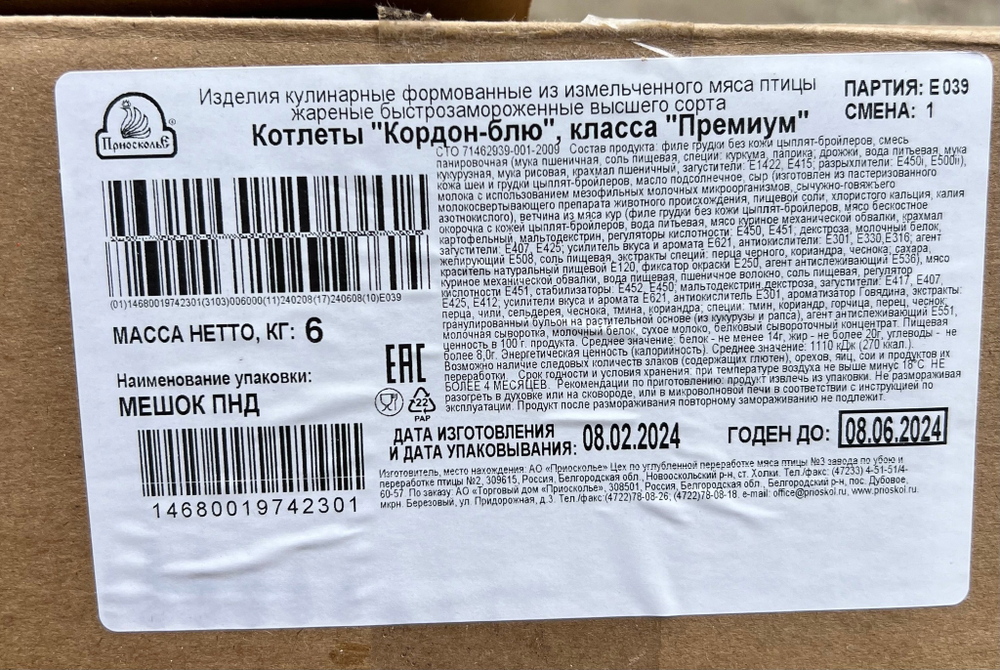 Изделия кулинарные формованные из измельченного мяса птицы
жареные быстрозамороженные высшего сорта
Котлеты "Кордон-блю", класса "Премиум"
ПАРТИЯ: Е 039
СМЕНА: 1
ПРИОСКОЛЬЕ ®
СТО 71462939-001-2009 Состав продукта: филе грудки без кожи цыплят-бройлеров, смесь
панировочная (мука пшеничная, соль пищевая, специи: куркума, паприка; дрожжи, вода питьевая, мука
кукурузная, мука рисовая, крахмал пшеничный, загустители: Е1422, Е415; разрыхлители: Е450i, Е500ii),
кожа шеи и грудки цыплят-бройлеров, масло подсолнечное, сыр (изготовлен из пастеризованного
молока с использованием мезофильных молочных микроорганизмов, сычужно-говяжъего
молокосвертывающего препарата животного происхождения, пищевой соли, хлористого кальция, калия
азотнокислого), ветчина из мяса кур (филе грудки без кожи цыплят-бройлеров, мясо бескостное
окорочка с кожей цыплят-бройлеров, вода питьевая, мясо куриное механической обвалки, крахмал
картофельный, мальтодекстрин, регуляторы кислотности: Е450, Е451, декстроза, молочный белок,
загустители: Е407, Е425; усилитель вкуса и аромата Е621, антиокислители: Е301, Е330,Е316; агент
желирующий Е508, соль пищевая, экстракты специй: перца черного, кориандра, чеснока; сахара,
краситель натуральный пищевой Е120, фиксатор окраски Е250, агент антислеживающий Е536), мясо
куриное механической обвалки, вода питьевая, пшеничное волокно, соль пищевая, регулятор
кислотности Е451, стабилизаторы: Е452, Е450; мальтодекстрин,декстроза, загустители: Е417, Е407,
Е425, Е412; усилители вкуса и аромата Е621, антиокислитель Е301, ароматизатор Говядина, экстракты:
перца, чили, сельдерея, чеснока, тмина, кориандра; специи: тмин, кориандр, горчица, перец, чеснок;
гранулированный бульон на растительной основе (из кукурузы и рапса), агент антислеживающий Е551,
молочная сыворотка, молочный белок, сухое молоко, белковый сывороточный концентрат. Пищевая
ценность в 100 г. продукта. Среднее значение: белок - не менее 14г, жир - не более 20г, углеводы - не
более 8,0г. Энергетическая ценность (калорийность). Среднее значение: 1110 кДж (270 ккал.).
Возможно наличие следовых количеств злаков (содержащих глютен), орехов, яиц, сои и продуктов их
переработки. Срок годности и условия хранения: при температуре воздуха не выше минус 18°С НЕ
БОЛЕЕ 4 МЕСЯЦЕВ. Рекомендации по приготовлению: продукт извлечь из упаковки. Не размораживая
разогреть в духовке или на сковороде, или в микроволновой печи в соответствии с инструкцией по
эксплуатации. Продукт после размораживания повторному замораживанию не подлежит.
(01)14680019742301(3103)006000(11)240208(17)240608(10)E039
МАССА НЕТТО, КГ: 6
Наименование упаковки:
МЕШОК ПНД
EAC
22
PAP
14680019742301
ДАТА ИЗГОТОВЛЕНИЯ
И ДАТА УПАКОВЫВАНИЯ: 08.02.2024
ГОДЕН ДО: 08.06.2024
Изготовитель, место нахождения: АО «Приосколье» Цех по углубленной переработке мяса птицы №3 завода по убою и
переработке птицы №2, 309615, Россия, Белгородская обл., Новооскольский р-н, ст. Холки. Тел./факс: (47233) 4-51-51/4-
60-57. По заказу: АО «Торговый дом «Приосколье», 308501, Россия, Белгородская обл., Белгородский р-н, пос. Дубовое,
мкрн. Березовый, ул. Придорожная, д.3. Тел./факс:(4722)78-08-26; (4722)78-08-18. e-mail: office@prioskol.ru. www.prioskol.ru.